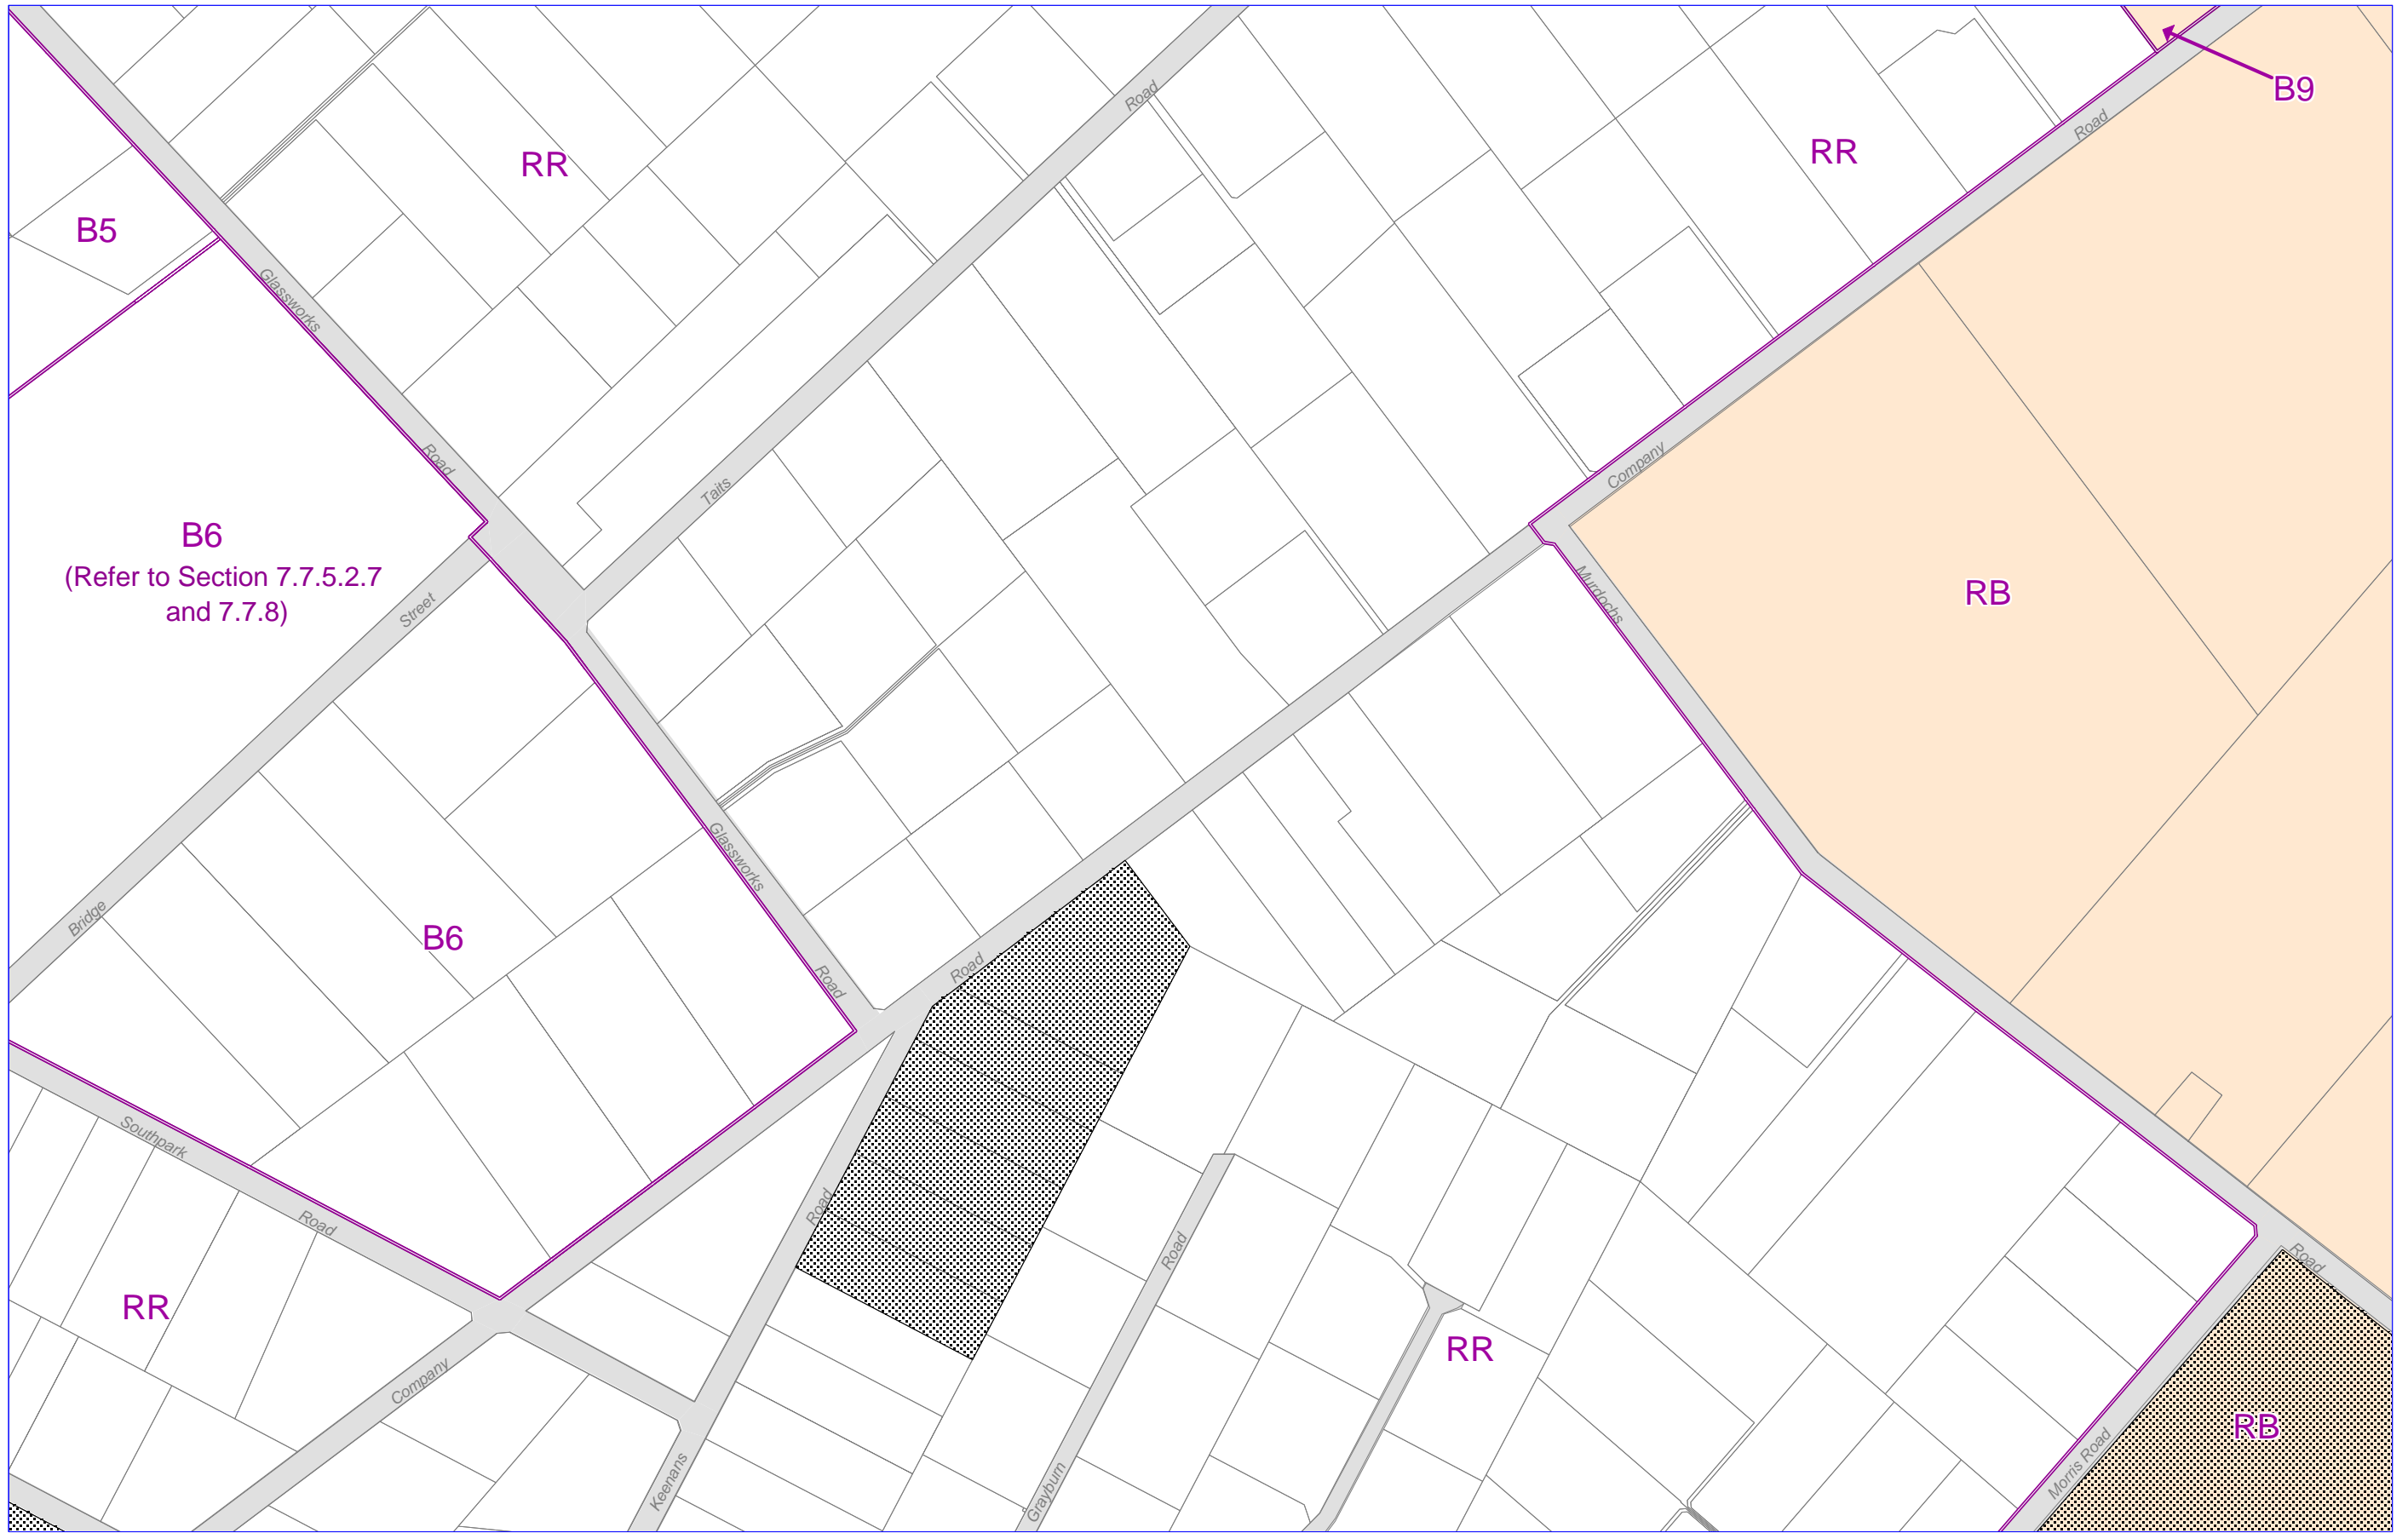 B9
Road
Road
RR
RR
B5
Glassworks
Road
Company
Taits
B6
(Refer to Section 7.7.5.2.7
and 7.7.8)
Street
Murdochs
RB
Glassworks
Bridge
B6
Road
Road
Southpark
Road
Road
Road
Road
RR
RR
Company
RB
Morris Road
Keenans
Grayburn